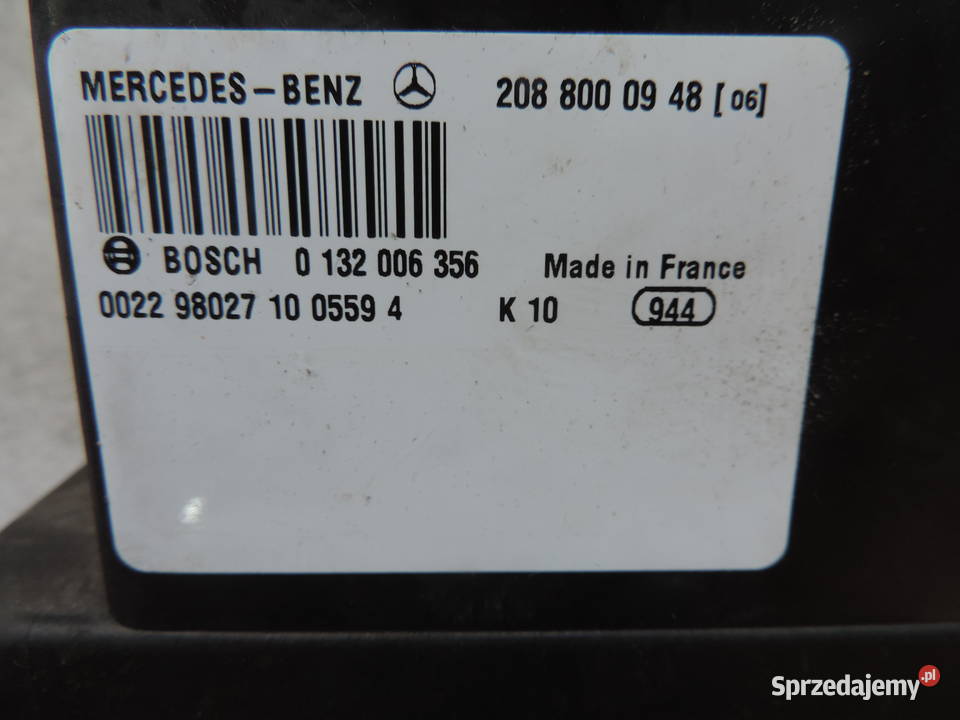 MERCEDES-BENZ 208 800 09 48 [06]
BOSCH 0 132 006 356 Made in France
0022 98027 10 0559 4 K 10 944
Sprzedajemy.pl